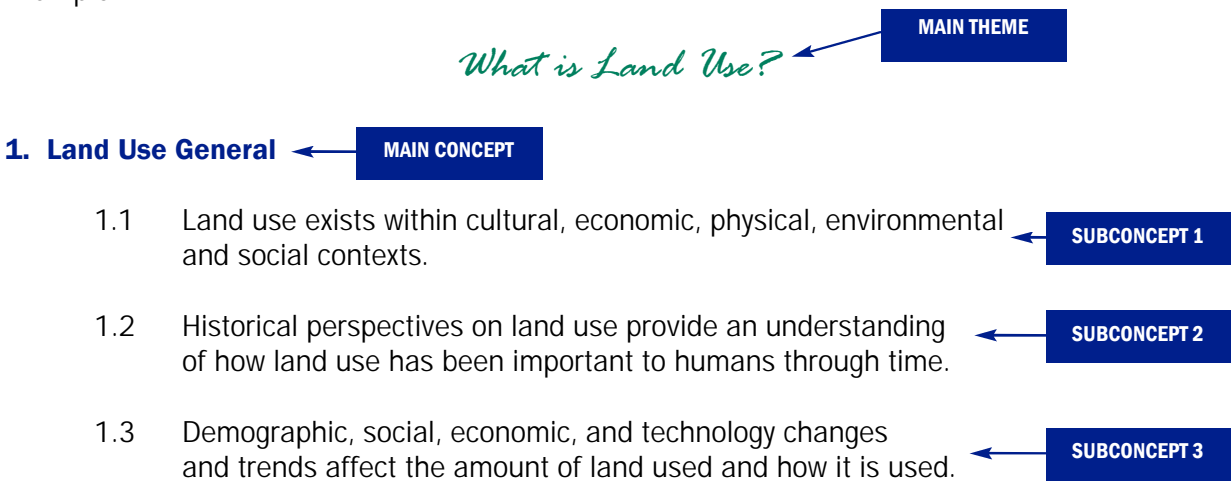 MAIN THEME
What is Land Use?
1. Land Use General
MAIN CONCEPT
1.1 Land use exists within cultural, economic, physical, environmental
and social contexts.
SUBCONCEPT 1
1.2 Historical perspectives on land use provide an understanding
of how land use has been important to humans through time.
SUBCONCEPT 2
1.3 Demographic, social, economic, and technology changes
and trends affect the amount of land used and how it is used.
SUBCONCEPT 3